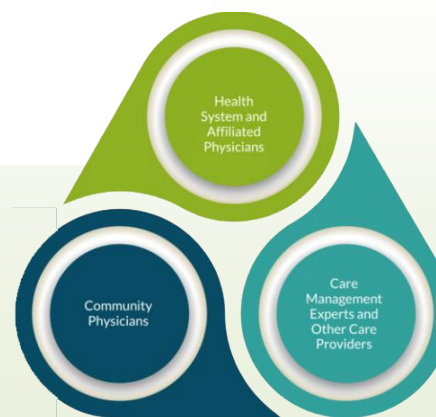 Health
System and
Affiliated
Physicians
Community
Physicians
Care
Management
Experts and
Other Care
Providers